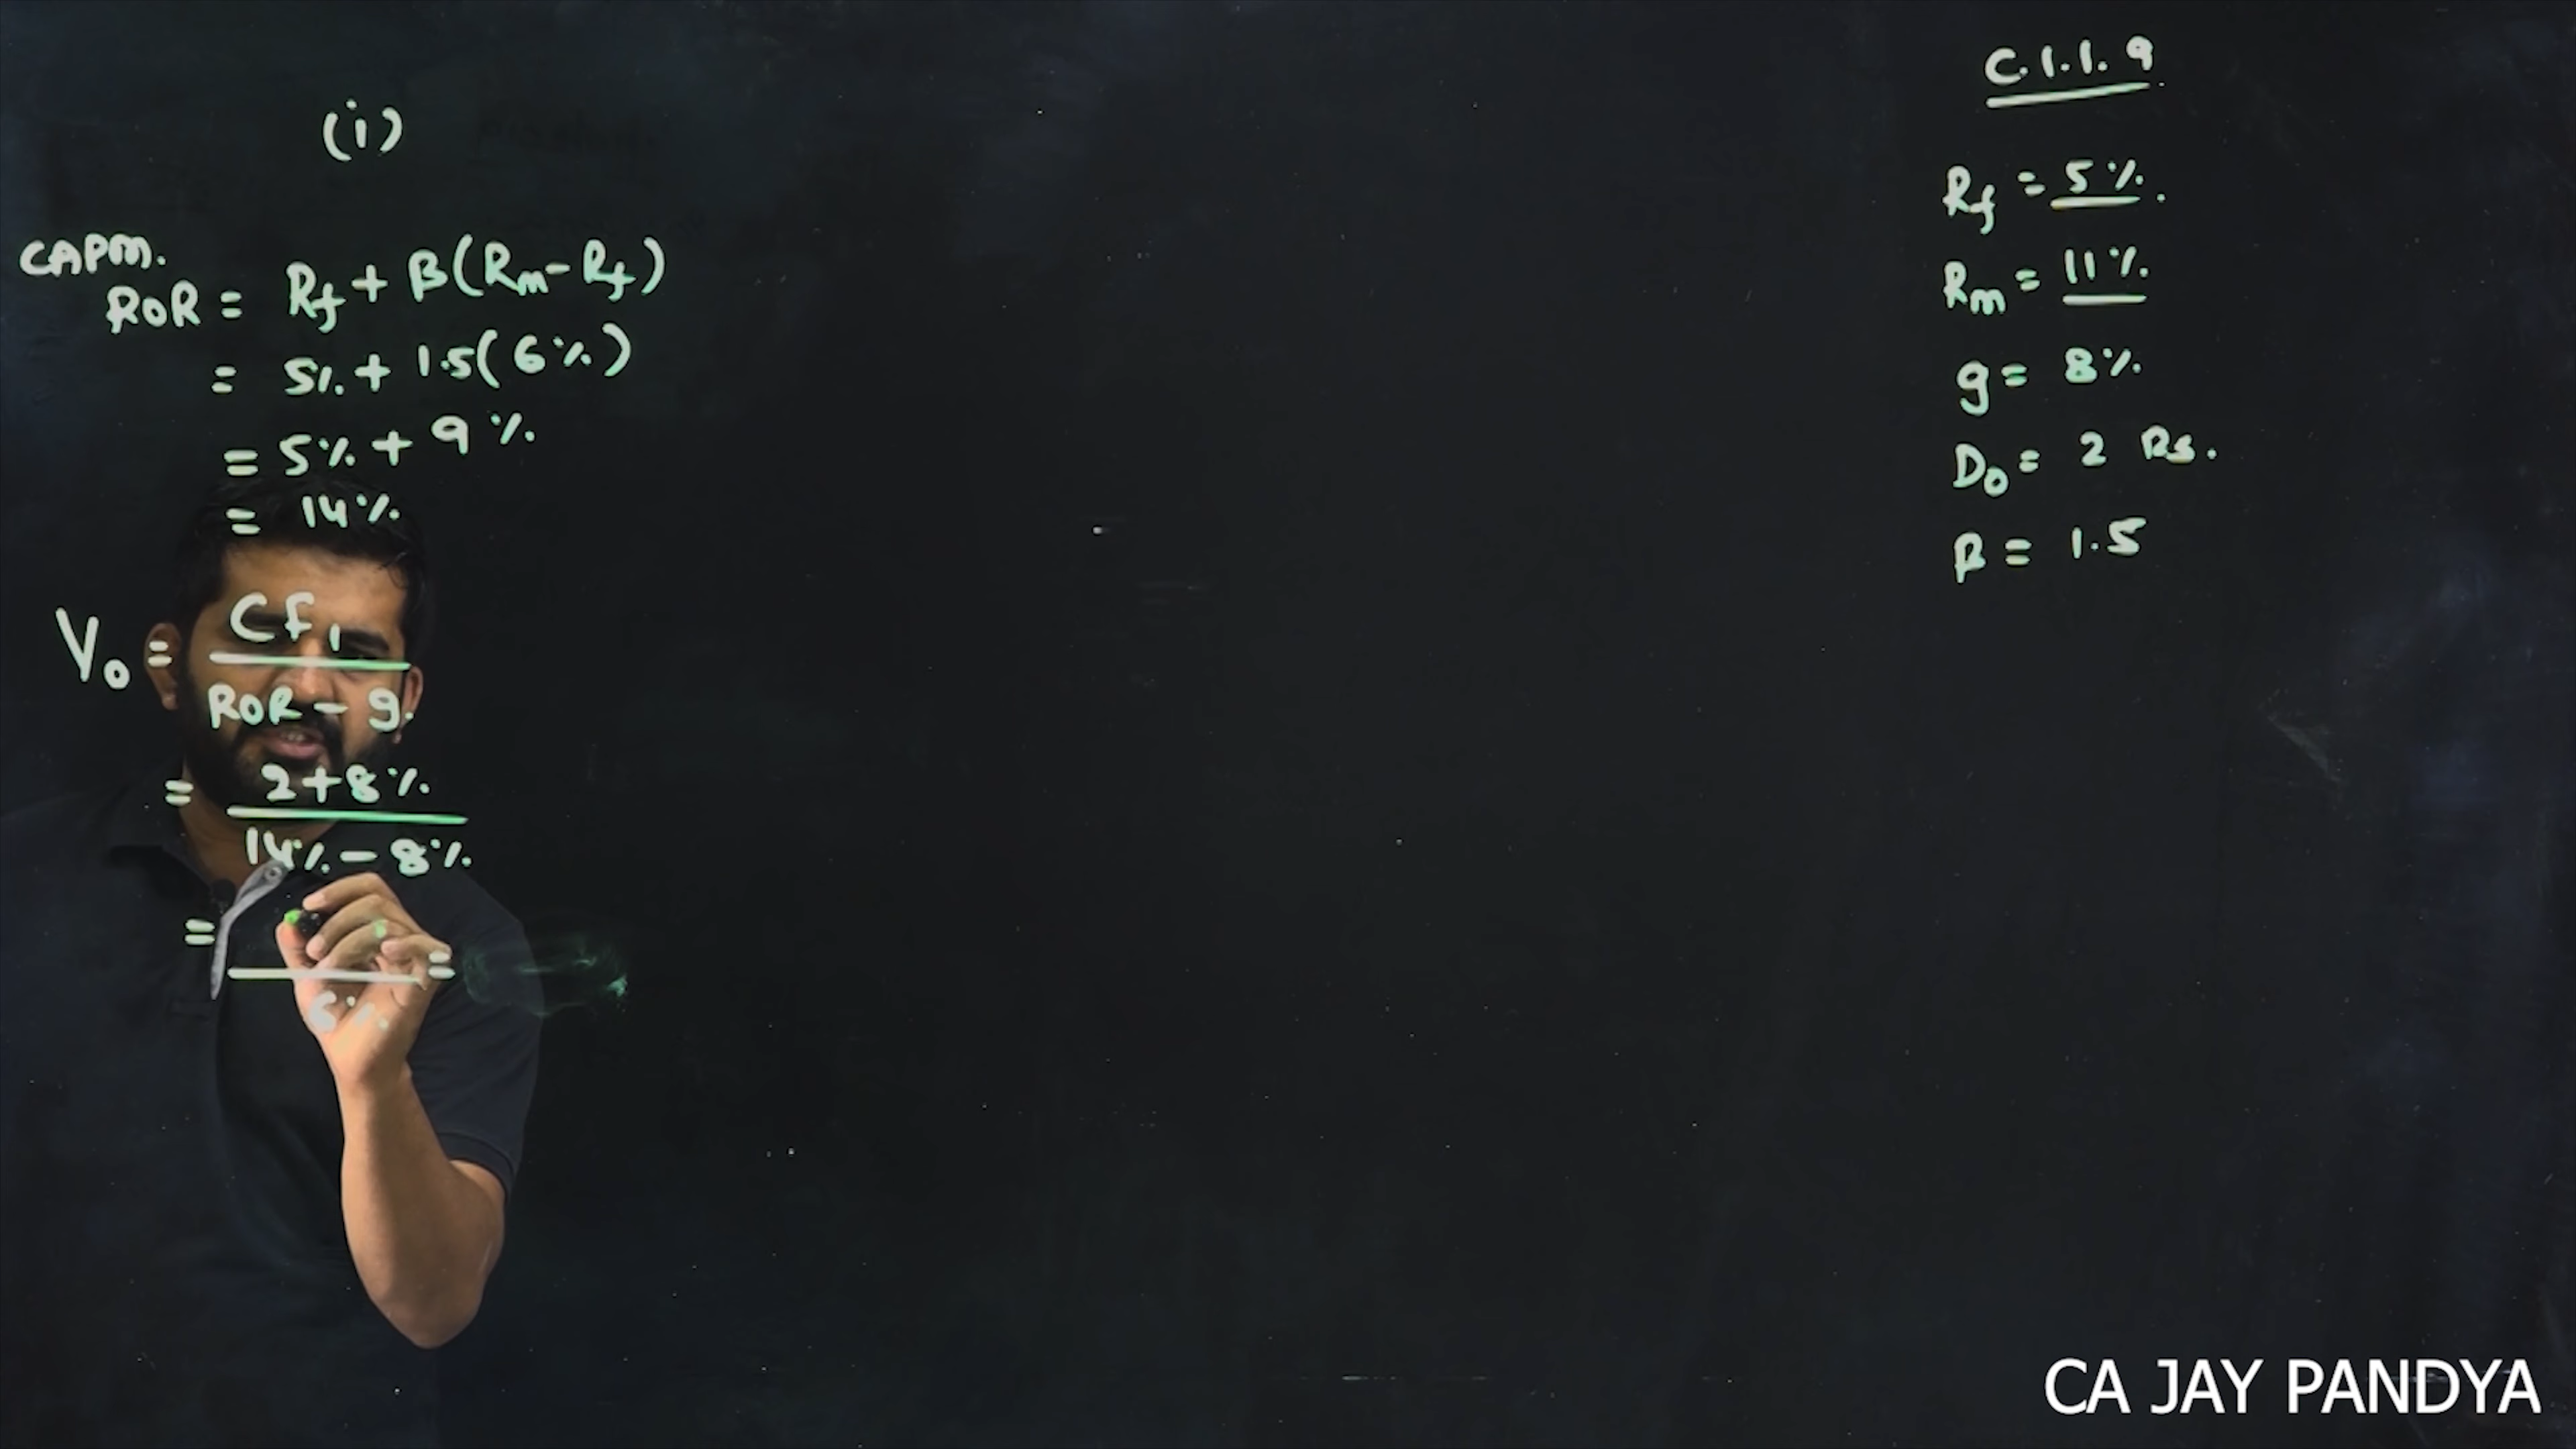 (i)
CAPM.
ROR = Rf + β(Rm - Rf)
= 5% + 1.5(6%)
= 5% + 9%
= 14%
V₀ = CF₁
ROR - g.
= 2+8%
14% - 8%
=
=
6%
C.1.1.9
Rf = 5%.
Rm = 11%
g = 8%
D₀ = 2 Rs.
β = 1.5
CA JAY PANDYA